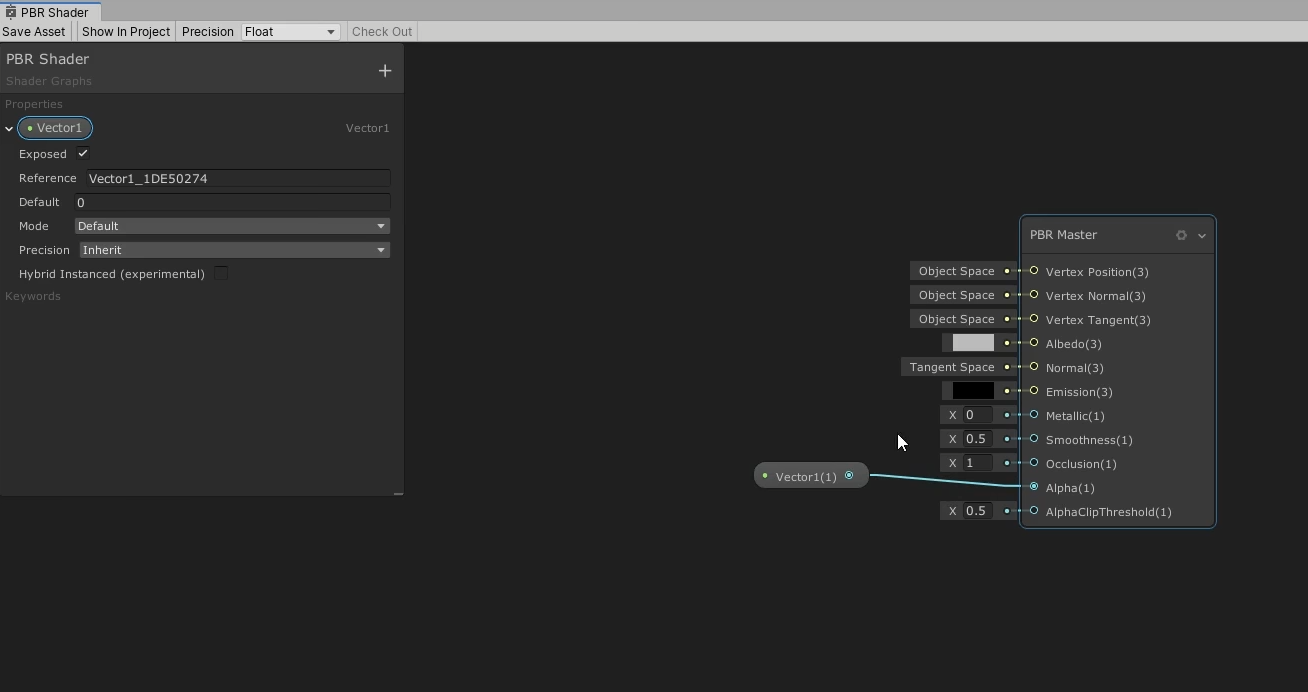 PBR Shader
Save Asset Show In Project Precision Float Check Out
PBR Shader
Shader Graphs
Properties
Vector1 Vector1
Exposed
Reference Vector1_1DE50274
Default 0
Mode Default
Precision Inherit
Hybrid Instanced (experimental)
Keywords
PBR Master
Object Space Vertex Position(3)
Object Space Vertex Normal(3)
Object Space Vertex Tangent(3)
Albedo(3)
Tangent Space Normal(3)
Emission(3)
X 0 Metallic(1)
X 0.5 Smoothness(1)
X 1 Occlusion(1)
Vector1(1) Alpha(1)
X 0.5 AlphaClipThreshold(1)